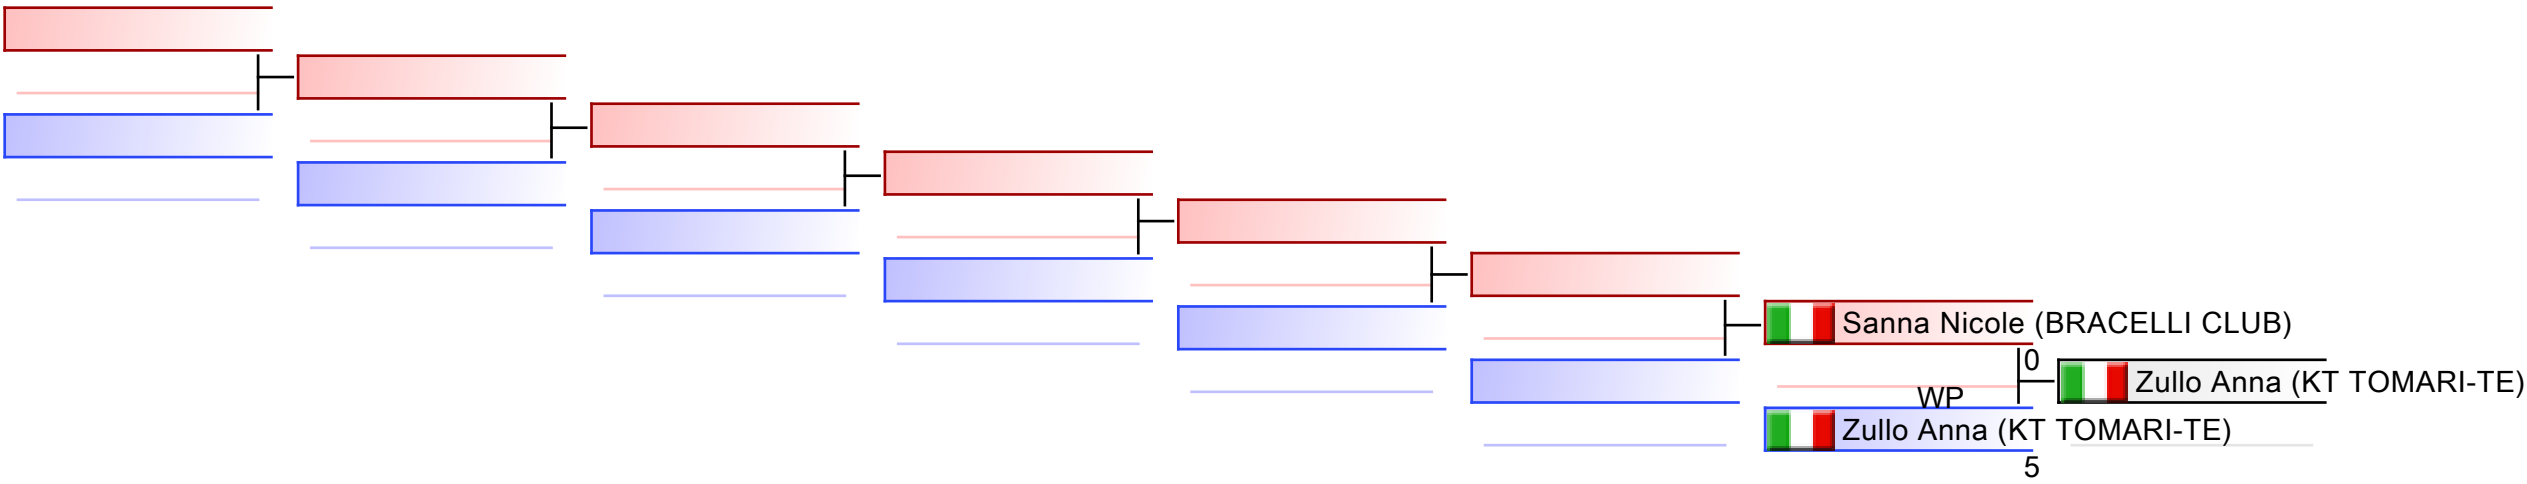 Sanna Nicole (BRACELLI CLUB)
0
Zullo Anna (KT TOMARI-TE)
WP
Zullo Anna (KT TOMARI-TE)
5